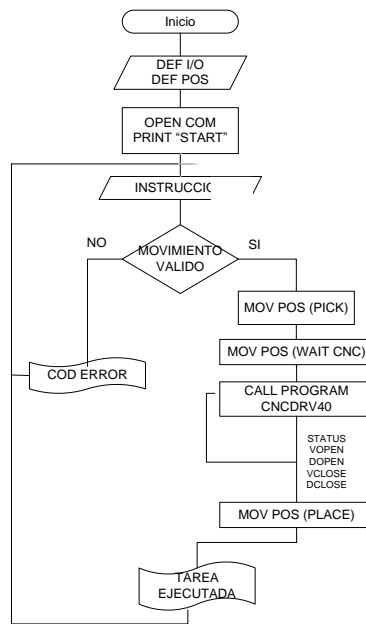 Inicio
DEF I/O
DEF POS
OPEN COM
PRINT “START”
NO
MOVIMIENTO
VALIDO
SI
MOV POS (PICK)
MOV POS (WAIT CNC)
COD ERROR
CALL PROGRAM
CNCDRV40
STATUS
VOPEN
DOPEN
VCLOSE
DCLOSE
MOV POS (PLACE)
TAREA
EJECUTADA